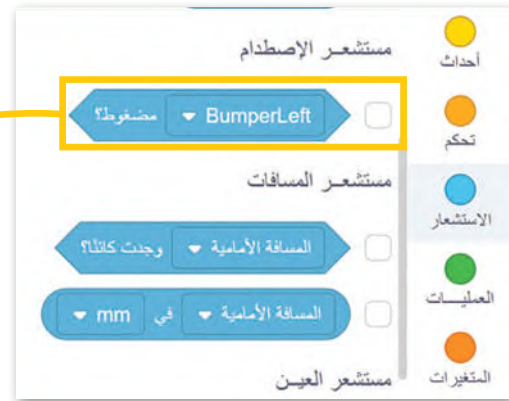 مستشعر الإصطدام
BumperLeft مضغوط؟
مستشعر المسافات
المسافة الأمامية وجدت كائنًا؟
المسافة الأمامية في mm
مستشعر العين
أحداث
تحكم
الاستشعار
العمليات
المتغيرات